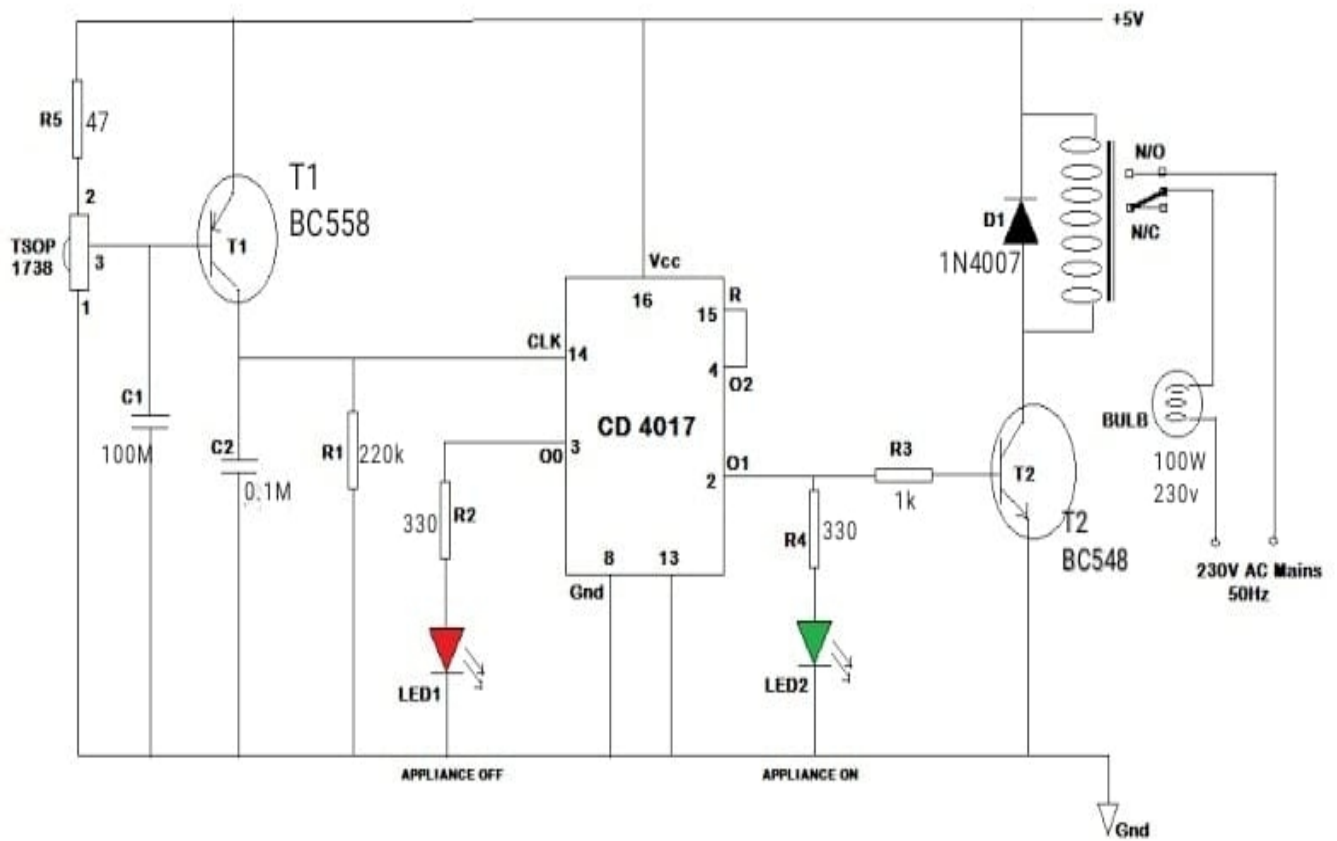 +5V
R5 47
T1
BC558
2
TSOP
1738
3
1
T1
N/O
N/C
D1
1N4007
Vcc
16
R
15
CLK
14
4
O2
CD 4017
C1
100M
C2
0.1M
R1 220k
O0 3
O1
2
R3
1k
T2
T2
BC548
BULB
100W
230v
330 R2
R4 330
8
13
Gnd
230V AC Mains
50Hz
LED1
LED2
APPLIANCE OFF
APPLIANCE ON
Gnd